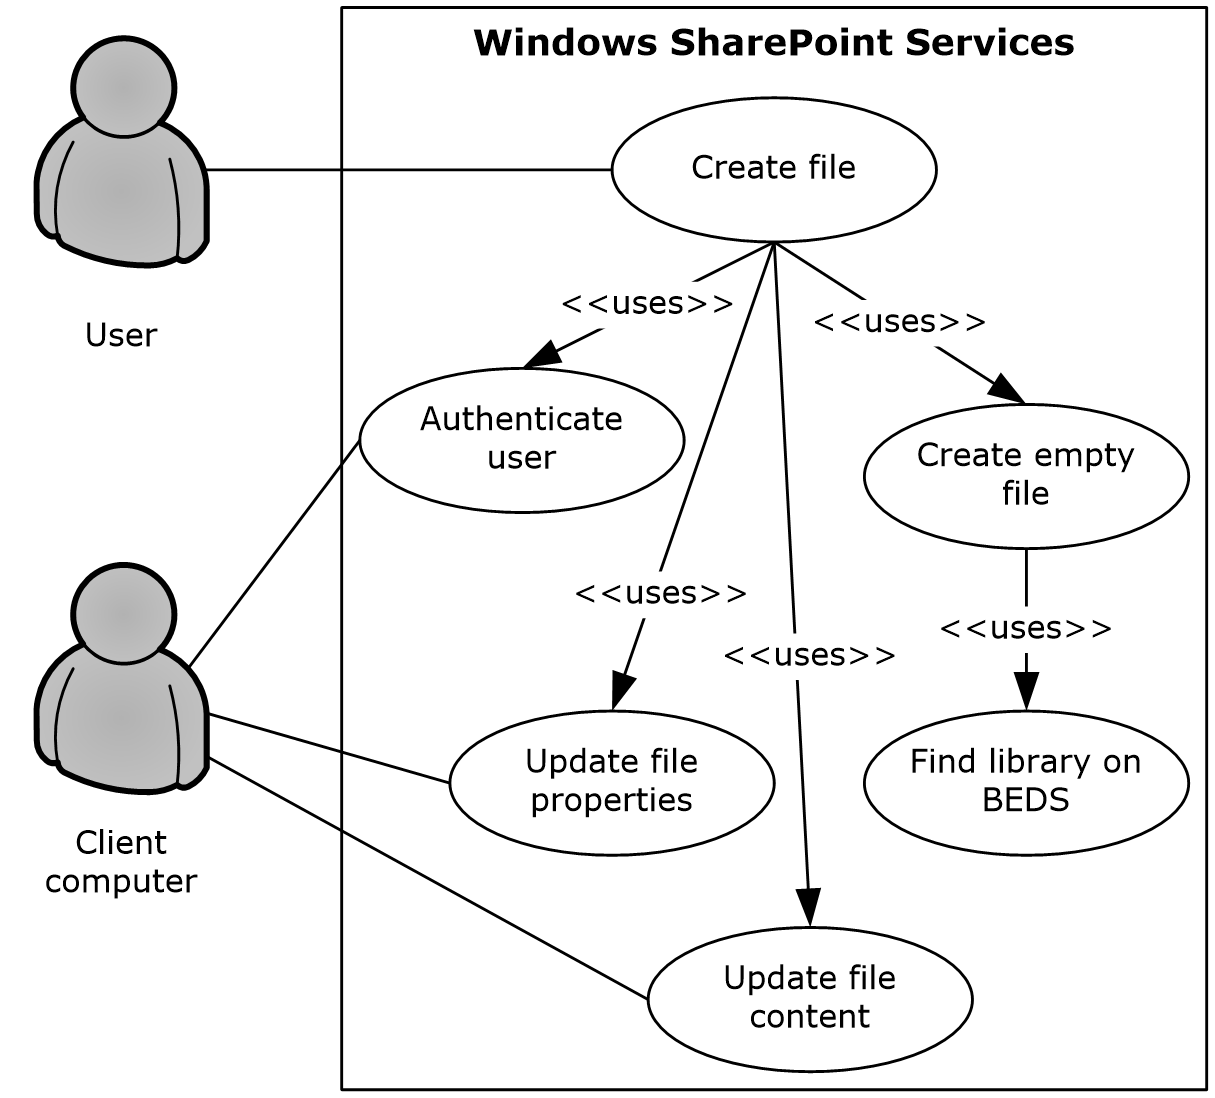 Windows SharePoint Services
Create file
User
<<uses>>
<<uses>>
Authenticate
user
Create empty
file
<<uses>>
<<uses>>
<<uses>>
Update file
properties
Find library on
BEDS
Client
computer
Update file
content